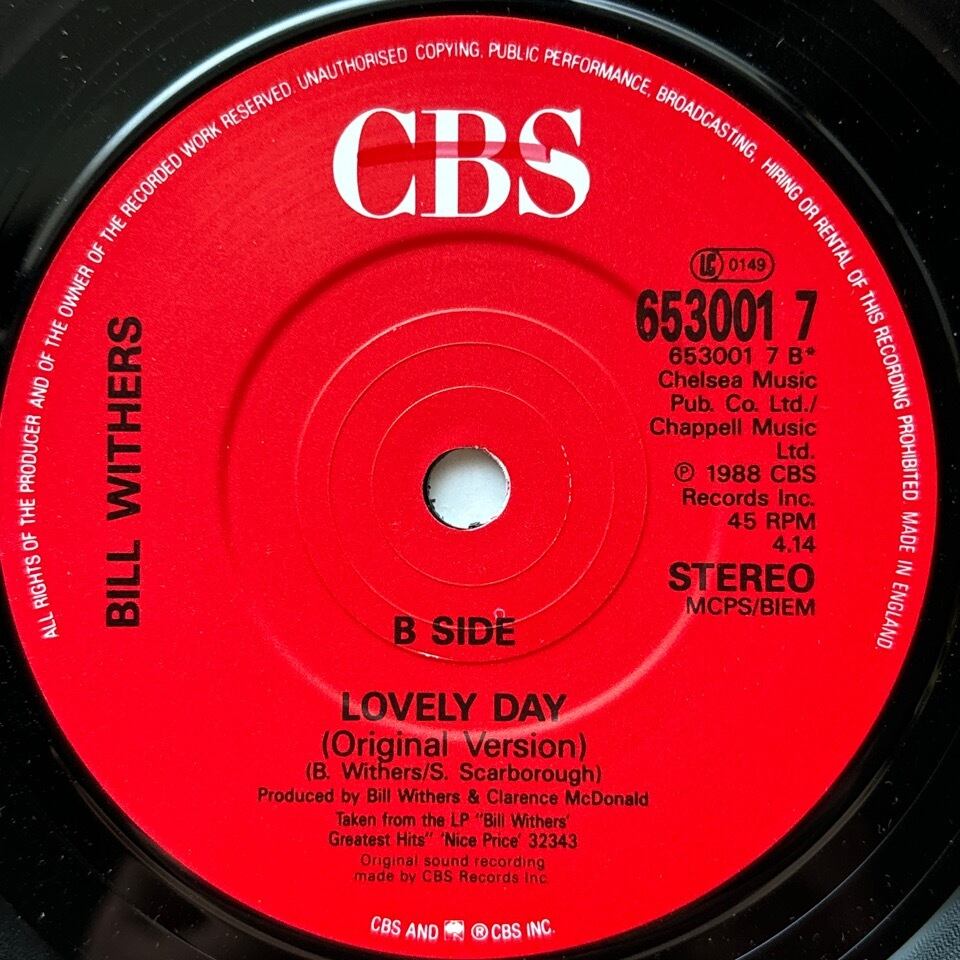 ALL RIGHTS OF THE PRODUCER AND OF THE OWNER OF THE RECORDED WORK RESERVED. UNAUTHORISED COPYING, PUBLIC PERFORMANCE, BROADCASTING, HIRING OR RENTAL OF THIS RECORDING PROHIBITED MADE IN ENGLAND.
CBS
BILL WITHERS
LC 0149
653001 7
653001 7 B*
Chelsea Music
Pub. Co. Ltd./
Chappell Music
Ltd.
℗ 1988 CBS
Records Inc.
45 RPM
4.14
STEREO
MCPS/BIEM
B SIDE
LOVELY DAY
(Original Version)
(B. Withers/S. Scarborough)
Produced by Bill Withers & Clarence McDonald
Taken from the LP "Bill Withers'
Greatest Hits" 'Nice Price' 32343
Original sound recording
made by CBS Records Inc.
CBS AND ® CBS INC.